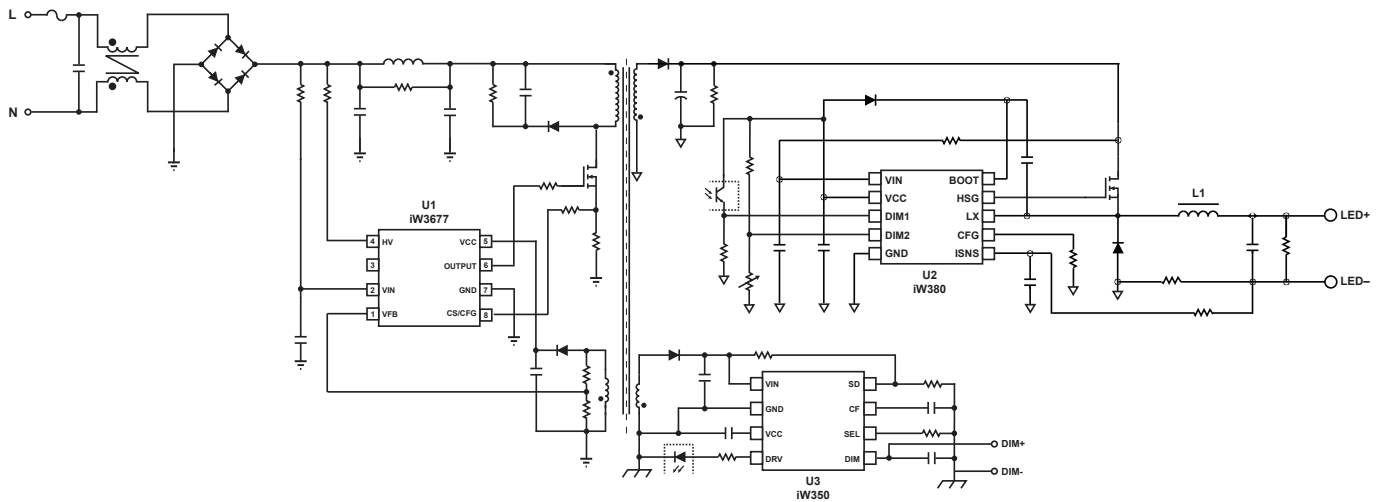 L
N
U1
iW3677
4 HV
3
2 VIN
1 VFB
VCC 5
OUTPUT 6
GND 7
CS/CFG 8
VIN
VCC
DIM1
DIM2
GND
BOOT
HSG
LX
CFG
ISNS
U2
iW380
L1
LED+
LED–
VIN
GND
VCC
DRV
SD
CF
SEL
DIM
U3
iW350
DIM+
DIM-